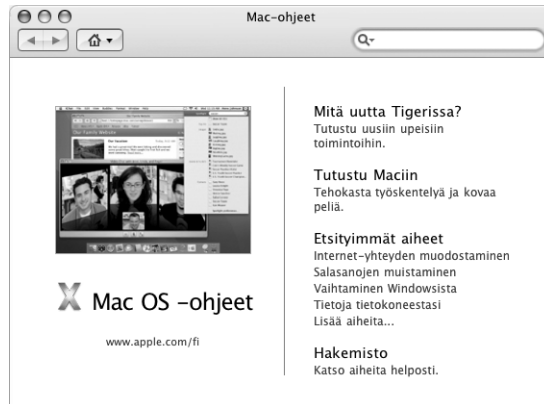 Mac-ohjeet
Mac OS -ohjeet
www.apple.com/fi
Mitä uutta Tigerissa?
Tutustu uusiin upeisiin
toimintoihin.
Tutustu Maciin
Tehokasta työskentelyä ja kovaa
peliä.
Etsityimmät aiheet
Internet-yhteyden muodostaminen
Salasanojen muistaminen
Vaihtaminen Windowsista
Tietoja tietokoneestasi
Lisää aiheita...
Hakemisto
Katso aiheita helposti.